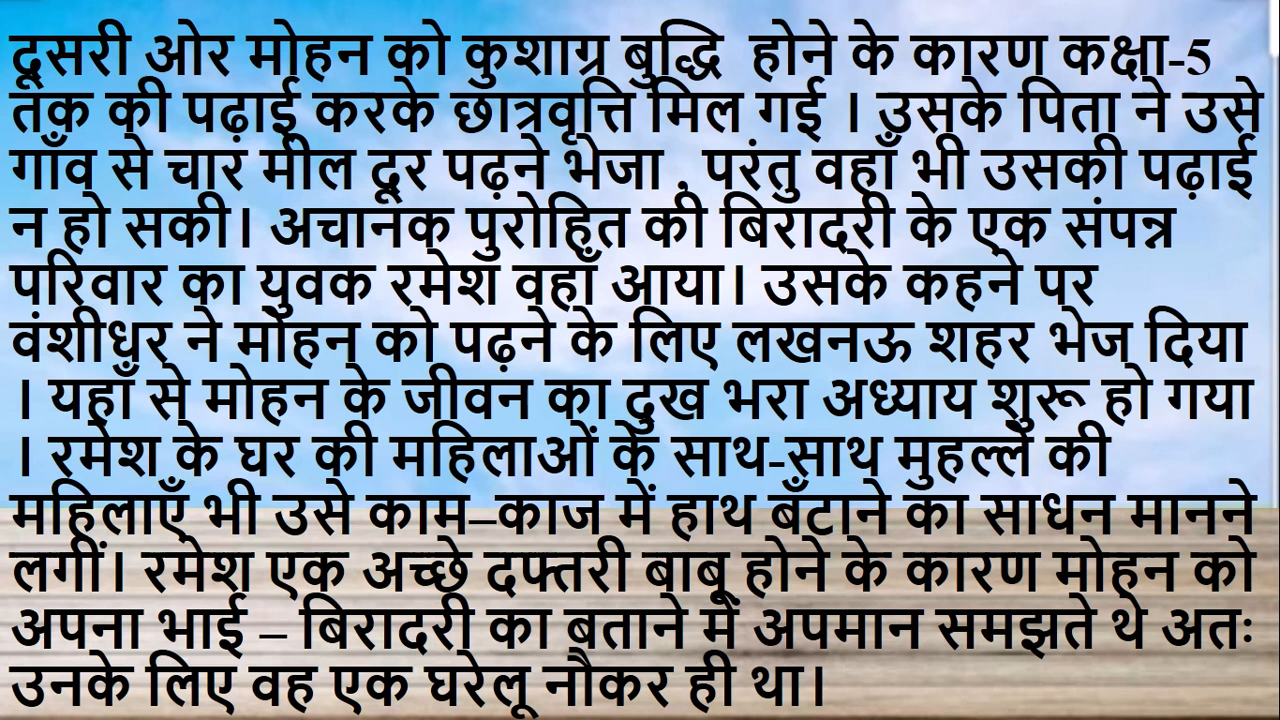 दूसरी ओर मोहन को कुशाग्र बुद्धि होने के कारण कक्षा-5
तक की पढ़ाई करके छात्रवृत्ति मिल गई । उसके पिता ने उसे
गाँव से चार मील दूर पढ़ने भेजा , परंतु वहाँ भी उसकी पढ़ाई
न हो सकी। अचानक पुरोहित की बिरादरी के एक संपन्न
परिवार का युवक रमेश वहाँ आया। उसके कहने पर
वंशीधर ने मोहन को पढ़ने के लिए लखनऊ शहर भेज दिया
। यहाँ से मोहन के जीवन का दुख भरा अध्याय शुरू हो गया
। रमेश के घर की महिलाओं के साथ-साथ मुहल्ले की
महिलाएँ भी उसे काम–काज में हाथ बँटाने का साधन मानने
लगीं। रमेश एक अच्छे दफ्तरी बाबू होने के कारण मोहन को
अपना भाई – बिरादरी का बताने में अपमान समझते थे अतः
उनके लिए वह एक घरेलू नौकर ही था।